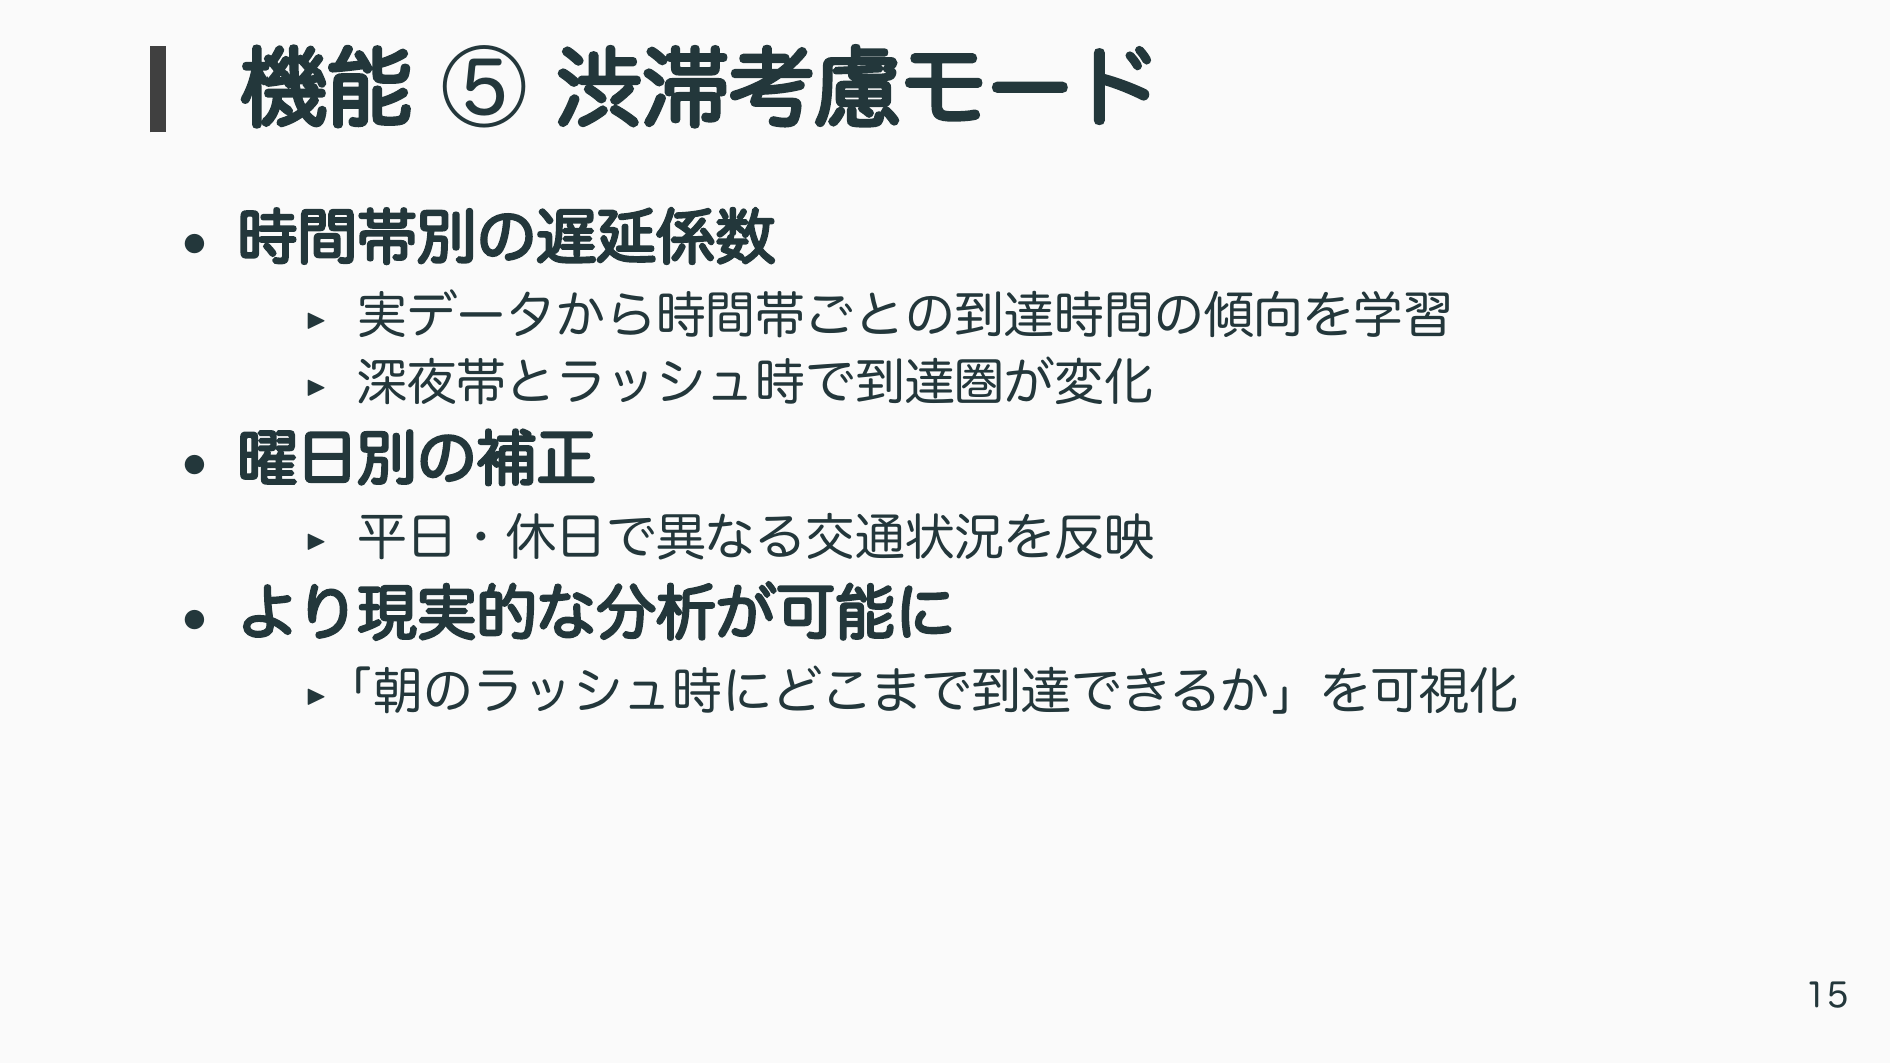 機能 ⑤ 渋滞考慮モード
• 時間帯別の遅延係数
▸ 実データから時間帯ごとの到達時間の傾向を学習
▸ 深夜帯とラッシュ時で到達圏が変化
• 曜日別の補正
▸ 平日・休日で異なる交通状況を反映
• より現実的な分析が可能に
▸「朝のラッシュ時にどこまで到達できるか」を可視化
15